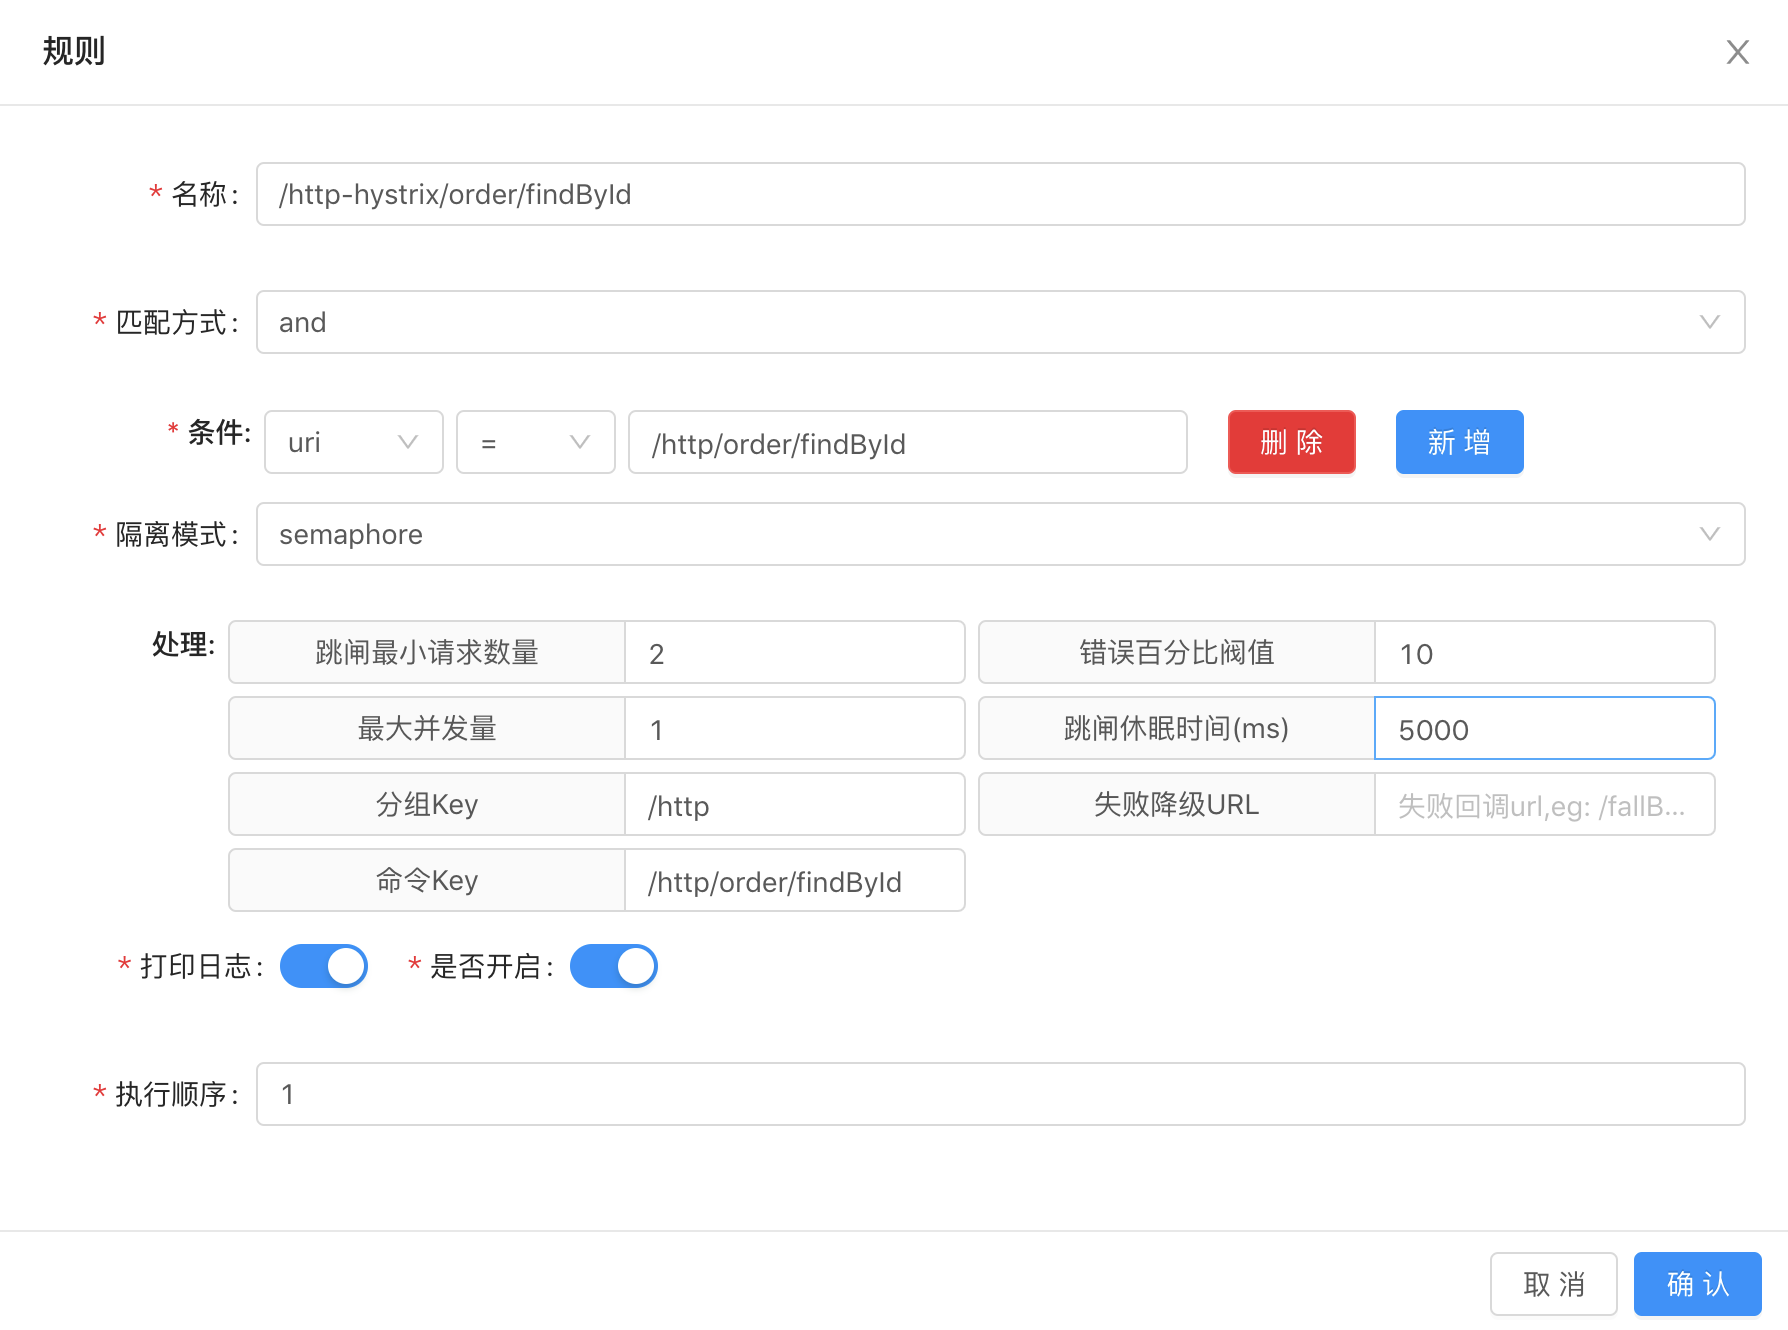 规则
* 名称: /http-hystrix/order/findById
* 匹配方式: and
* 条件: uri = /http/order/findById 删 除 新 增
* 隔离模式: semaphore
处理: 跳闸最小请求数量 2 错误百分比阀值 10
最大并发量 1 跳闸休眠时间(ms) 5000
分组Key /http 失败降级URL 失败回调url,eg: /fallB...
命令Key /http/order/findById
* 打印日志: * 是否开启:
* 执行顺序: 1
取 消 确 认